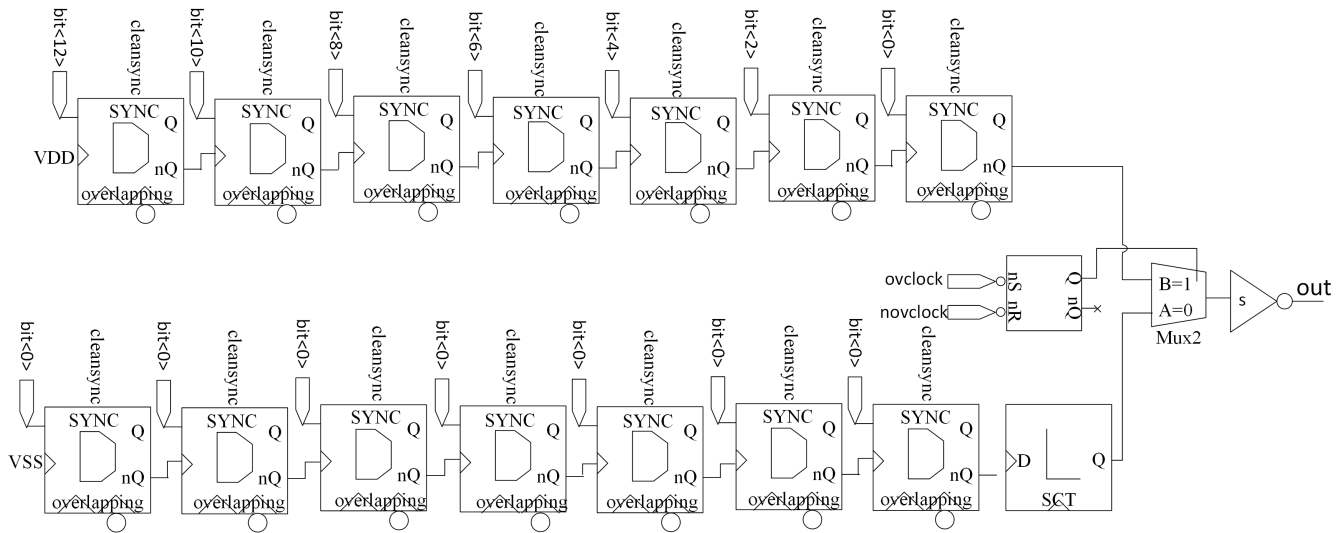 bit<12>
cleansync
bit<10>
cleansync
bit<8>
cleansync
bit<6>
cleansync
bit<4>
cleansync
bit<2>
cleansync
bit<0>
cleansync
SYNC
Q
SYNC
Q
SYNC
Q
SYNC
Q
SYNC
Q
SYNC
Q
SYNC
Q
VDD
nQ
nQ
nQ
nQ
nQ
nQ
nQ
overlapping
overlapping
overlapping
overlapping
overlapping
overlapping
overlapping
ovclock
nS
Q
B=1
s
out
novclock
nR
nQ
A=0
Mux2
bit<0>
cleansync
bit<0>
cleansync
bit<0>
cleansync
bit<0>
cleansync
bit<0>
cleansync
bit<0>
cleansync
bit<0>
cleansync
SYNC
Q
SYNC
Q
SYNC
Q
SYNC
Q
SYNC
Q
SYNC
Q
SYNC
Q
VSS
nQ
nQ
nQ
nQ
nQ
nQ
nQ
D
Q
overlapping
overlapping
overlapping
overlapping
overlapping
overlapping
overlapping
SCT